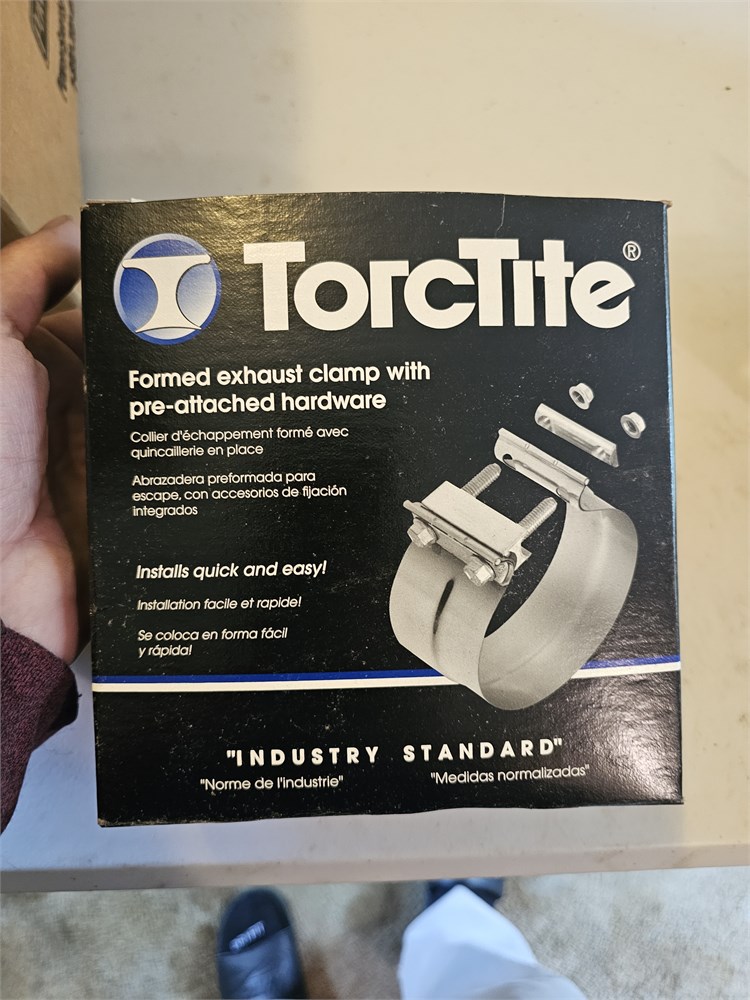 TorcTite®
Formed exhaust clamp with
pre-attached hardware
Collier d'échappement formé avec
quincaillerie en place
Abrazadera preformada para
escape, con accesorios de fijación
integrados
Installs quick and easy!
Installation facile et rapide!
Se coloca en forma fácil
y rápida!
"INDUSTRY STANDARD"
"Norme de l'industrie" "Medidas normalizadas"